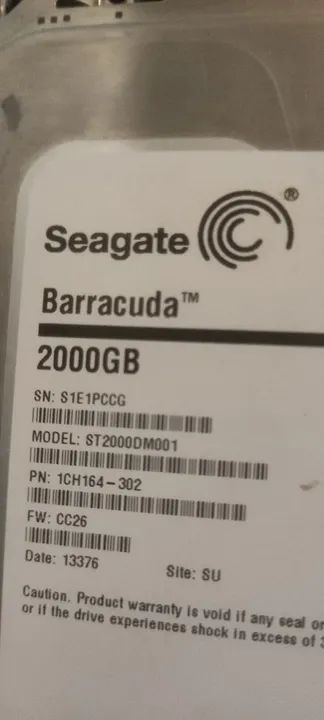 Seagate®
Barracuda™
2000GB
SN: S1E1PCCG
MODEL: ST2000DM001
PN: 1CH164-302
FW: CC26
Date: 13376 Site: SU
Caution. Product warranty is void if any seal or
or if the drive experiences shock in excess of 3